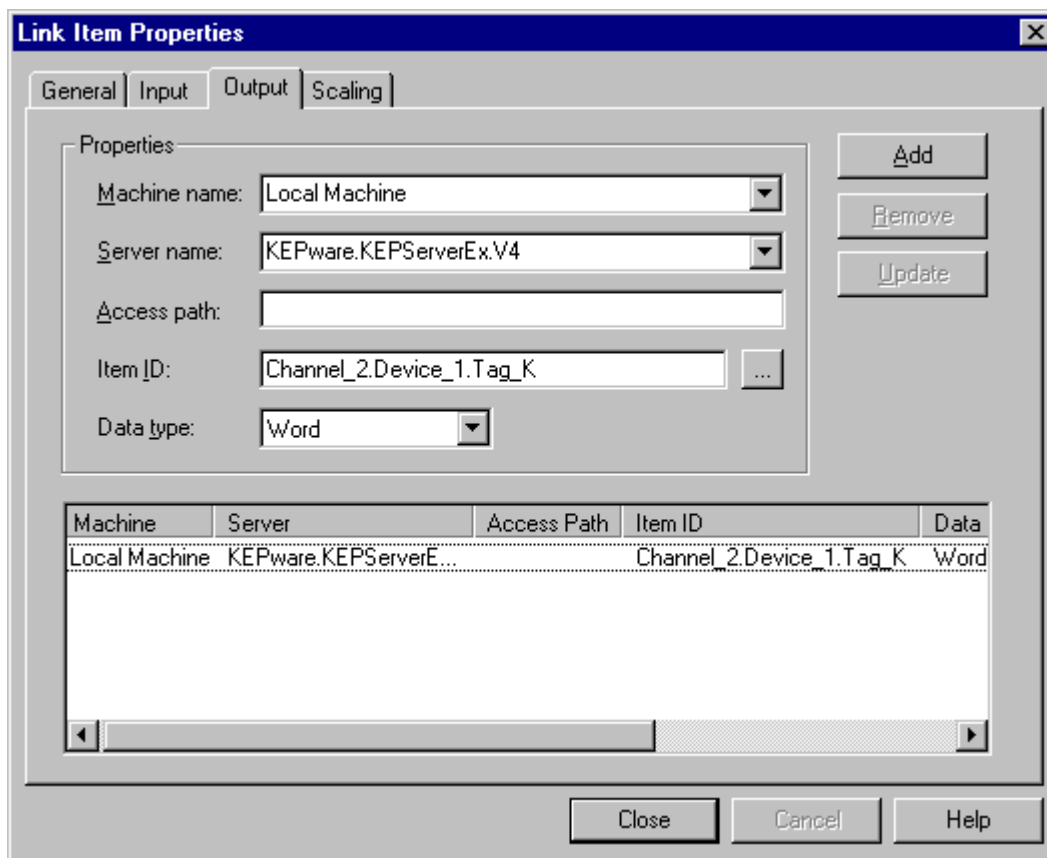 Link Item Properties
General Input Output Scaling
Properties
Machine name: Local Machine
Server name: KEPware.KEPServerEx.V4
Access path:
Item ID: Channel_2.Device_1.Tag_K ...
Data type: Word
Add
Remove
Update
Machine Server Access Path Item ID Data
Local Machine KEPware.KEPServerE... Channel_2.Device_1.Tag_K Word
Close Cancel Help